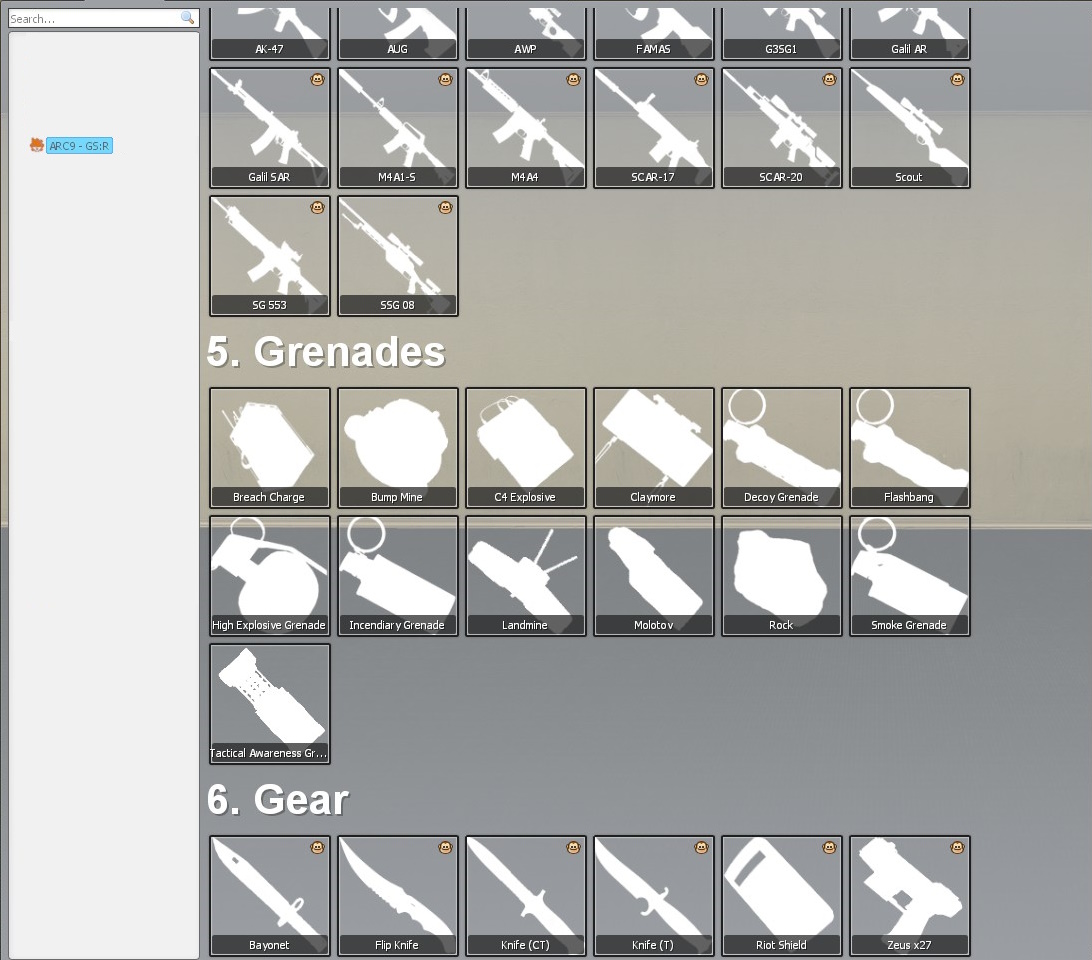 Search...
ARC9 - GS:R
AK-47
AUG
AWP
FAMAS
G3SG1
Galil AR
Galil SAR
M4A1-S
M4A4
SCAR-17
SCAR-20
Scout
SG 553
SSG 08
5. Grenades
Breach Charge
Bump Mine
C4 Explosive
Claymore
Decoy Grenade
Flashbang
High Explosive Grenade
Incendiary Grenade
Landmine
Molotov
Rock
Smoke Grenade
Tactical Awareness Gr...
6. Gear
Bayonet
Flip Knife
Knife (CT)
Knife (T)
Riot Shield
Zeus x27